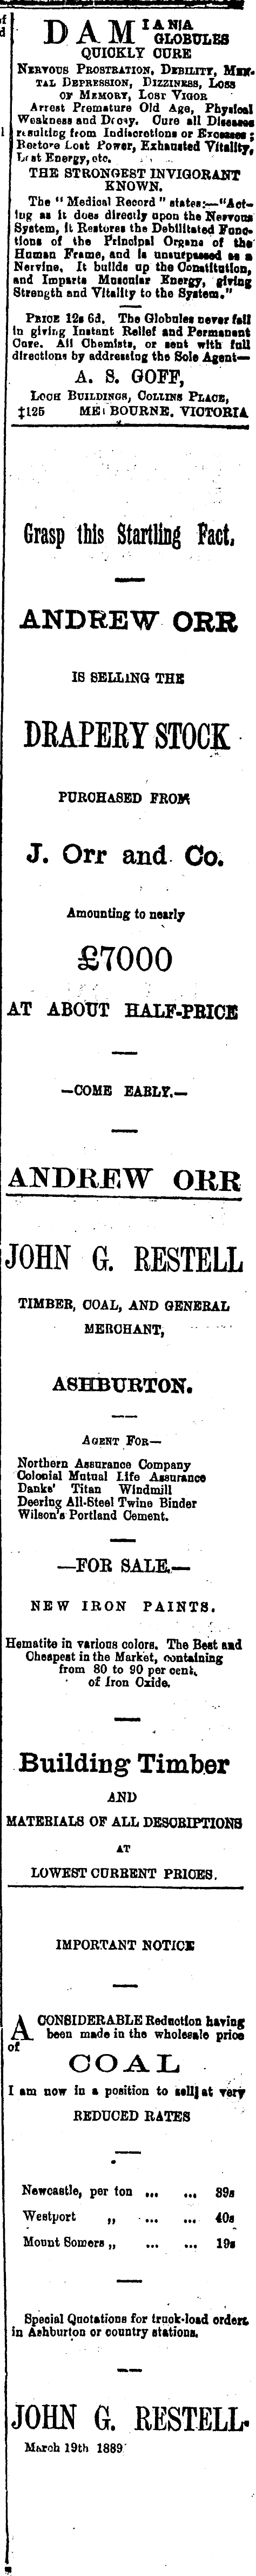 DAMIANIA
GLOBULES
QUICKLY CURE
NERVOUS PROSTRATION, DEBILITY, MEN-
TAL DEPRESSION, DIZZINESS, LOSS
OF MEMORY, LOST VIGOR
Arrest Premature Old Age, Physical
Weakness and Decay. Cure all Diseases
resulting from Indiscretions or Excesses;
Restore Lost Power, Exhausted Vitality,
Lost Energy, etc.
THE STRONGEST INVIGORANT
KNOWN.
The "Medical Record" states:—"Act-
ing as it does directly upon the Nervous
System, it Restores the Debilitated Func-
tions of the Principal Organs of the
Human Frame, and is unsurpassed as a
Nervine. It builds up the Constitution,
and Imparts Muscular Energy, giving
Strength and Vitality to the System."
PRICE 12s 6d. The Globules never fail
in giving Instant Relief and Permanent
Cure. All Chemists, or sent with full
directions by addressing the Sole Agent—
A. S. GOFF,
LOCH BUILDINGS, COLLINS PLACE,
‡125 MELBOURNE, VICTORIA
Grasp this Startling Fact,
ANDREW ORR
IS SELLING THE
DRAPERY STOCK
PURCHASED FROM
J. Orr and Co.
Amounting to nearly
£7000
AT ABOUT HALF-PRICE
—COME EARLY.—
ANDREW ORR
JOHN G. RESTELL
TIMBER, COAL, AND GENERAL
MERCHANT,
ASHBURTON.
AGENT FOR—
Northern Assurance Company
Colonial Mutual Life Assurance
Danks' Titan Windmill
Deering All-Steel Twine Binder
Wilson's Portland Cement.
—FOR SALE,—
NEW IRON PAINTS.
Hematite in various colors. The Best and
Cheapest in the Market, containing
from 80 to 90 per cent.
of Iron Oxide.
Building Timber
AND
MATERIALS OF ALL DESCRIPTIONS
AT
LOWEST CURRENT PRICES.
IMPORTANT NOTICE
A CONSIDERABLE Reduction having
been made in the wholesale price
of
COAL
I am now in a position to sell at very
REDUCED RATES
Newcastle, per ton ... ... 39s
Westport „ ... ... 40s
Mount Somers „ ... ... 19s
Special Quotations for truck-load orders.
in Ashburton or country stations.
JOHN G. RESTELL.
March 19th 1889